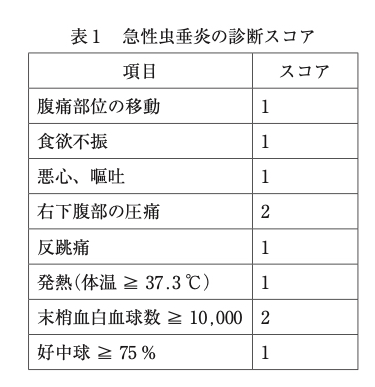 表1 急性虫垂炎の診断スコア
項目 スコア
腹痛部位の移動 1
食欲不振 1
悪心、嘔吐 1
右下腹部の圧痛 2
反跳痛 1
発熱(体温 ≧ 37.3 ℃) 1
末梢血白血球数 ≧ 10,000 2
好中球 ≧ 75 % 1